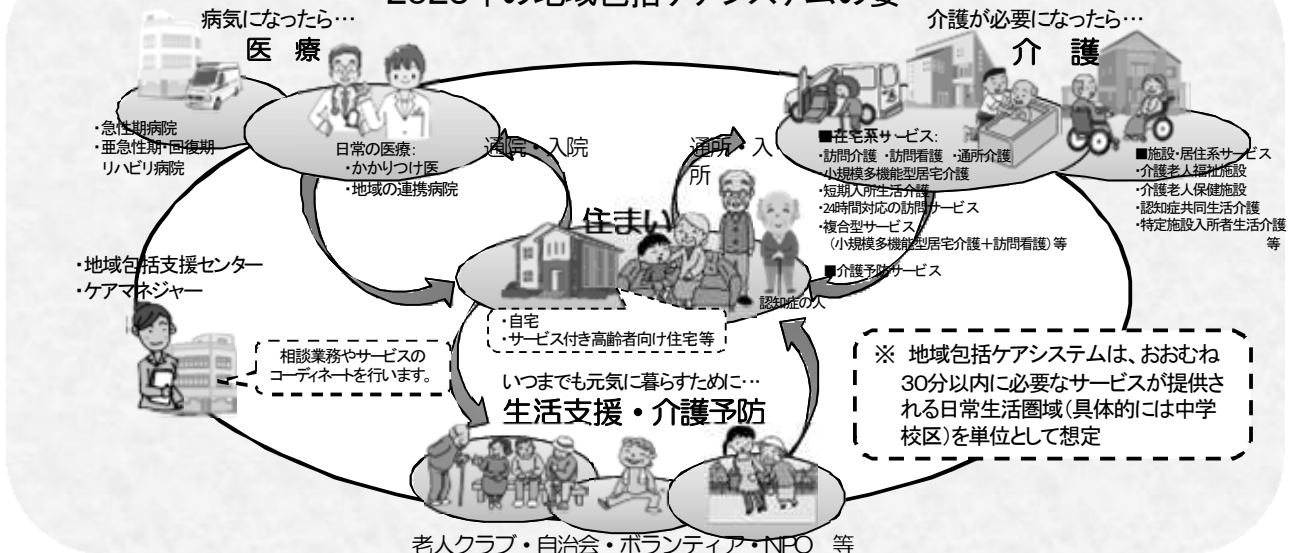 病気になったら…
医 療
・急性期病院
・亜急性期・回復期
リハビリ病院
日常の医療:
・かかりつけ医
・地域の連携病院
通院・入院
通所・入
所
介護が必要になったら…
介 護
■在宅系サービス:
・訪問介護 ・訪問看護 ・通所介護
・小規模多機能型居宅介護
・短期入所生活介護
・24時間対応の訪問サービス
・複合型サービス
(小規模多機能型居宅介護+訪問看護)等
■介護予防サービス
■施設・居住系サービス
・介護老人福祉施設
・介護老人保健施設
・認知症共同生活介護
・特定施設入所者生活介護
等
住まい
認知症の人
・自宅
・サービス付き高齢者向け住宅等
・地域包括支援センター
・ケアマネジャー
相談業務やサービスの
コーディネートを行います。
いつまでも元気に暮らすために…
生活支援・介護予防
※ 地域包括ケアシステムは、おおむね
30分以内に必要なサービスが提供さ
れる日常生活圏域(具体的には中学
校区)を単位として想定
老人クラブ・自治会・ボランティア・NPO 等